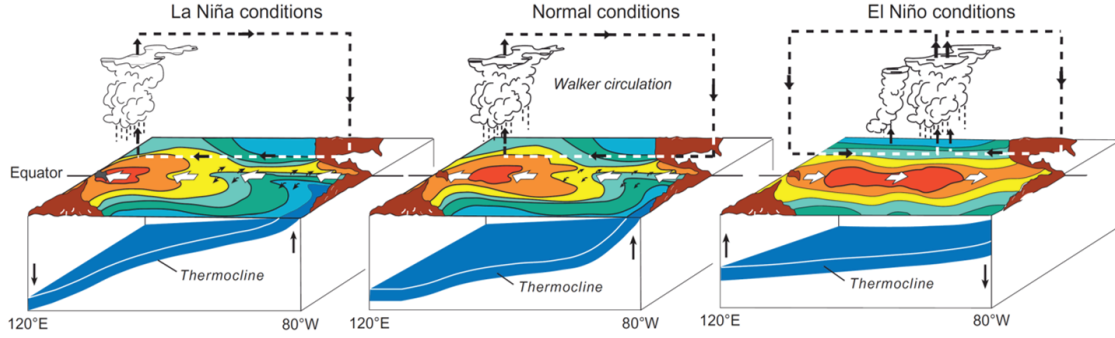 La Niña conditions
Normal conditions
El Niño conditions
Walker circulation
Equator
Thermocline
Thermocline
Thermocline
120°E
80°W
120°E
80°W
120°E
80°W